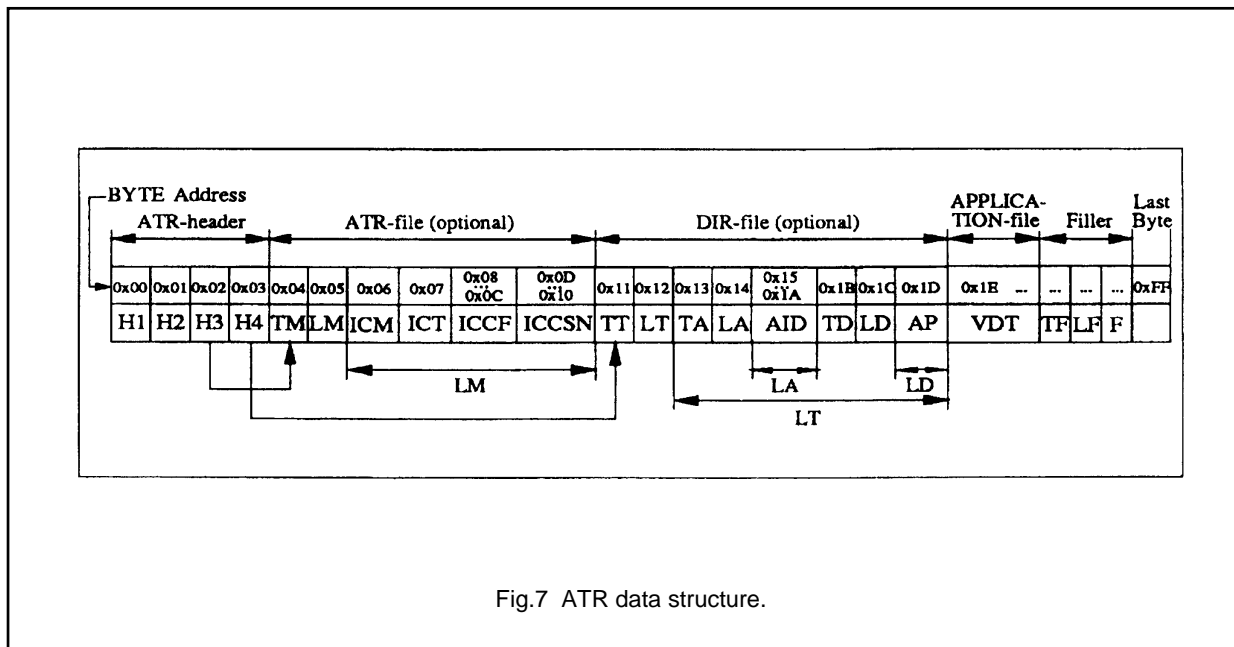 BYTE Address
ATR-header ATR-file (optional) DIR-file (optional) APPLICA-TION-file Filler Last Byte
0x00 0x01 0x02 0x03 0x04 0x05 0x06 0x07 0x08 ... 0x0C 0x0D ... 0x10 0x11 0x12 0x13 0x14 0x15 ... 0x1A 0x1B 0x1C 0x1D 0x1E ... ... ... ... 0xFF
H1 H2 H3 H4 TM LM ICM ICT ICCF ICCSN TT LT TA LA AID TD LD AP VDT TF LF F
LM LA LD
LT
Fig.7 ATR data structure.